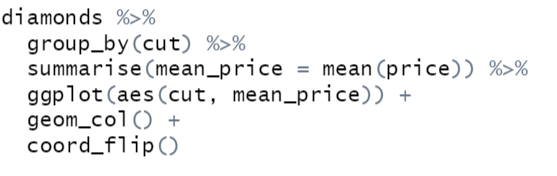 diamonds %>%
  group_by(cut) %>%
  summarise(mean_price = mean(price)) %>%
  ggplot(aes(cut, mean_price)) +
  geom_col() +
  coord_flip()